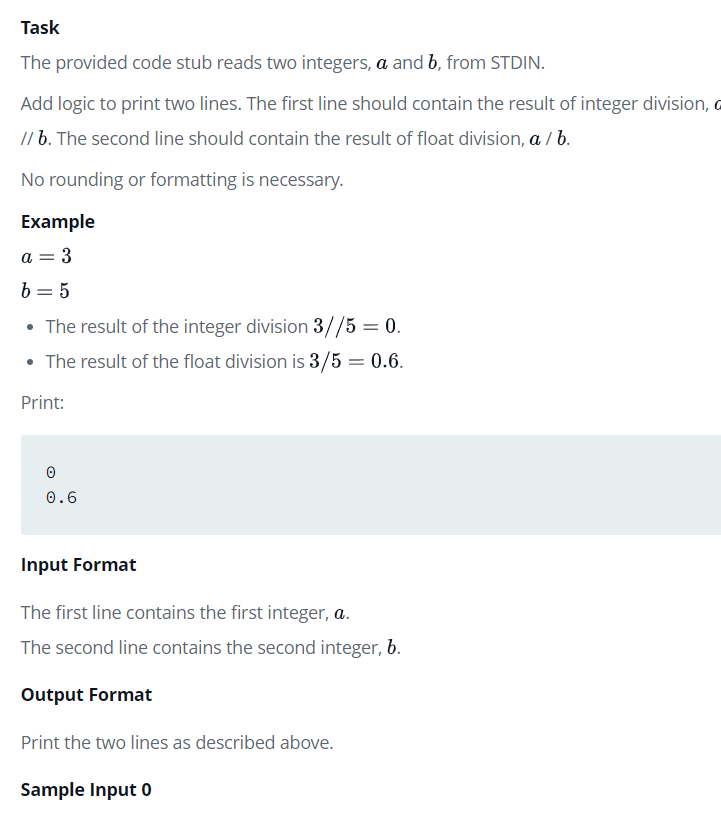 Task
The provided code stub reads two integers, a and b, from STDIN.
Add logic to print two lines. The first line should contain the result of integer division,
// b. The second line should contain the result of float division, a / b.
No rounding or formatting is necessary.
Example
a = 3
b = 5
• The result of the integer division 3//5 = 0.
• The result of the float division is 3/5 = 0.6.
Print:
0
0.6
Input Format
The first line contains the first integer, a.
The second line contains the second integer, b.
Output Format
Print the two lines as described above.
Sample Input 0